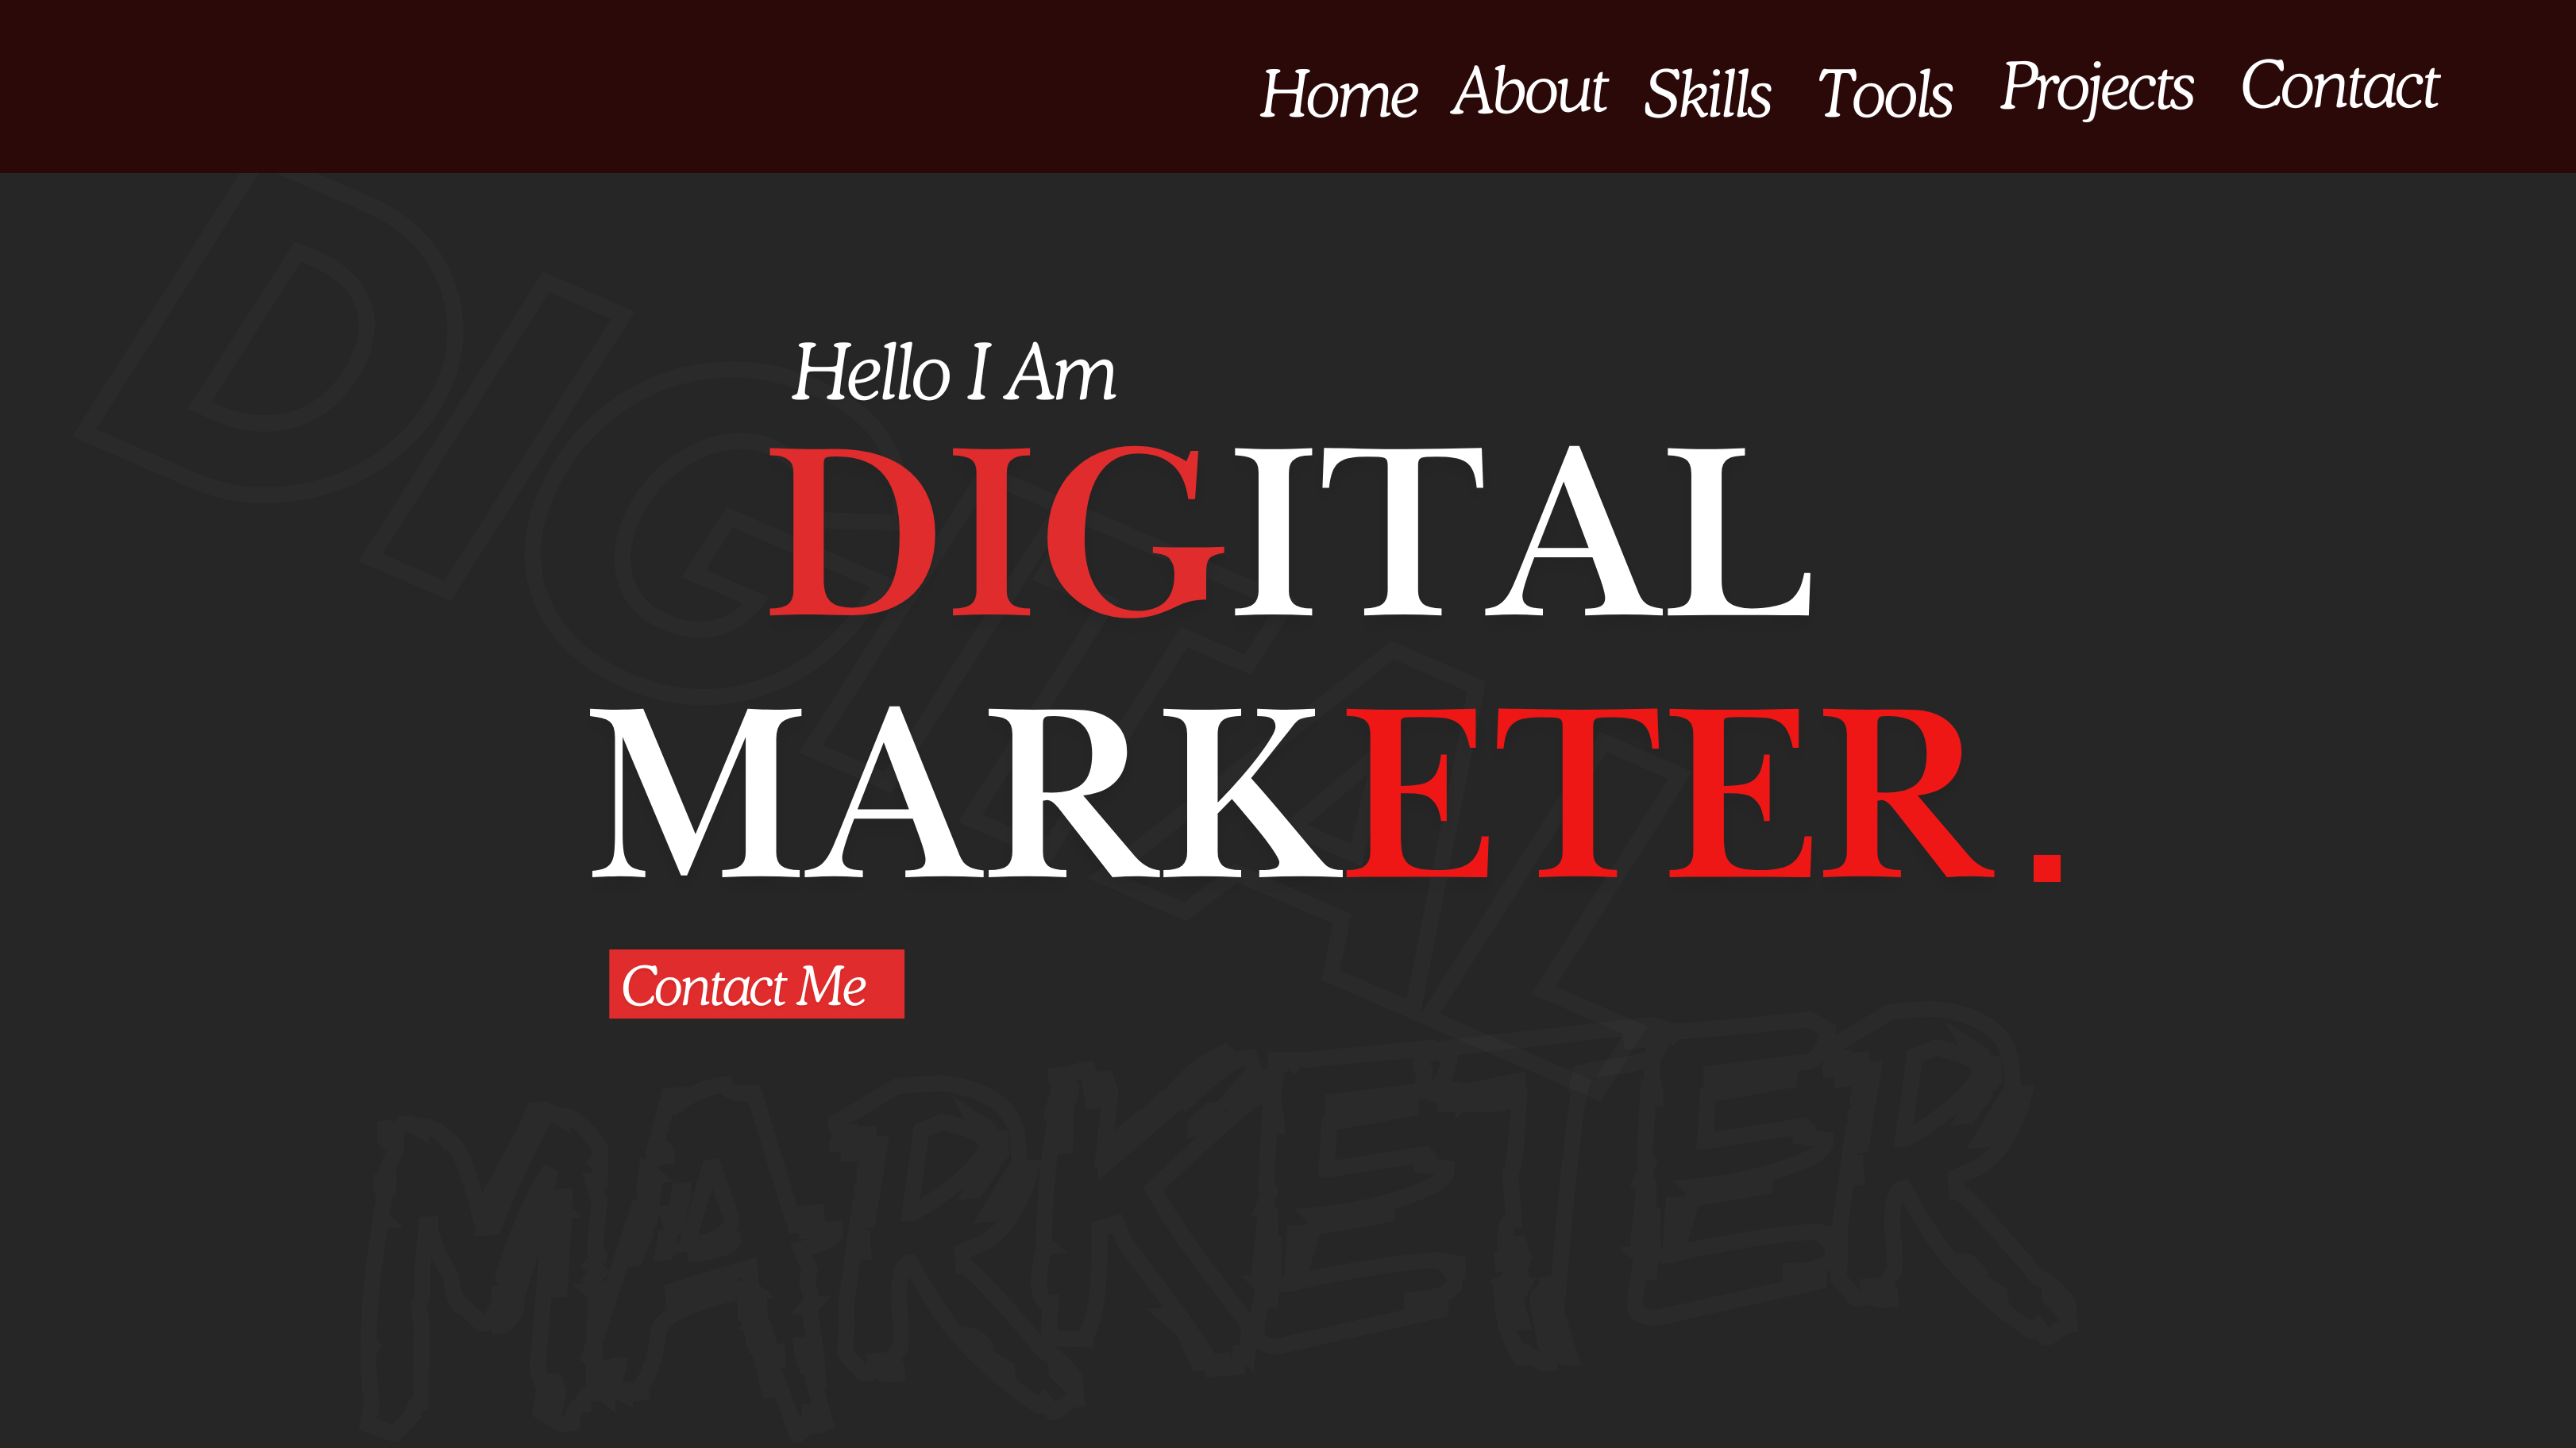 Home About Skills Tools Projects Contact
Hello I Am
DIGITAL
MARKETER.
Contact Me
DIGITAL
MARKETER